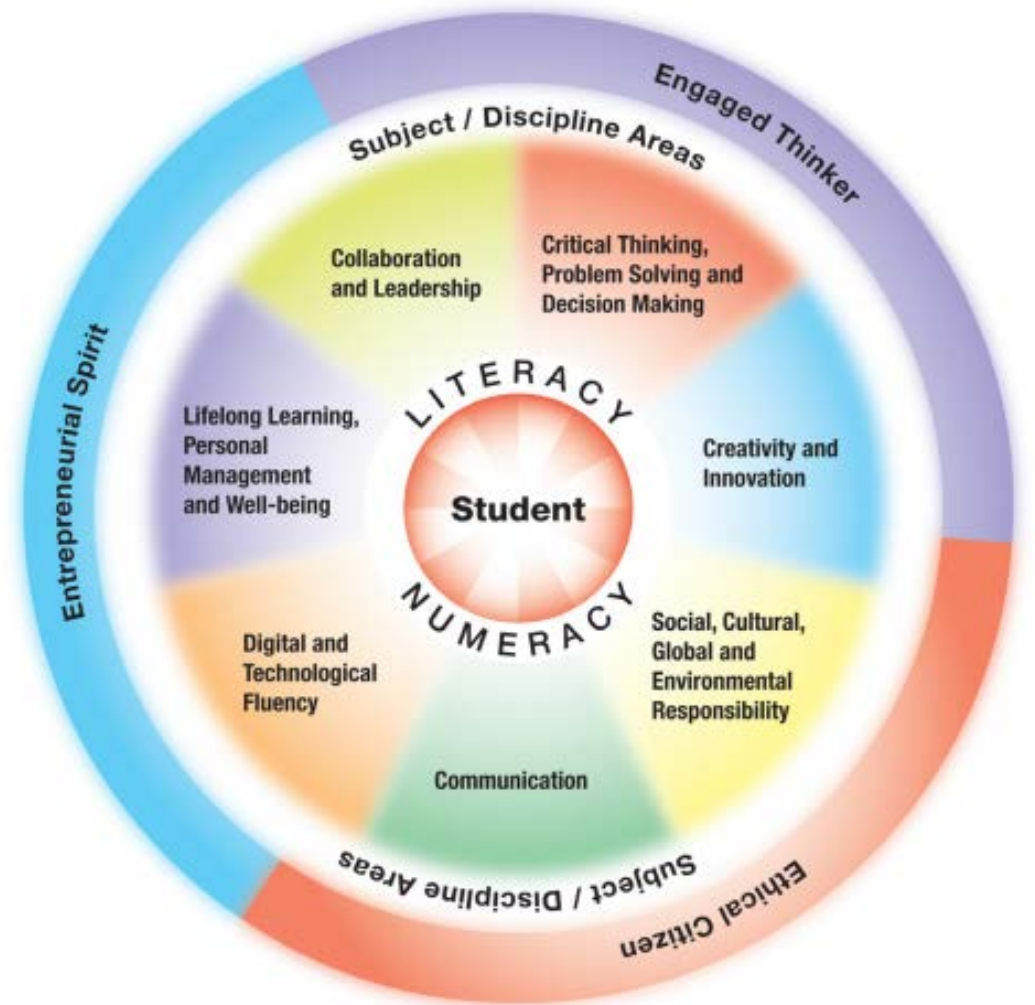 Engaged Thinker
Subject / Discipline Areas
Collaboration
and Leadership
Critical Thinking,
Problem Solving and
Decision Making
Entrepreneurial Spirit
LITERACY
Lifelong Learning,
Personal
Management
and Well-being
Creativity and
Innovation
Student
NUMERACY
Digital and
Technological
Fluency
Social, Cultural,
Global and
Environmental
Responsibility
Communication
Subject / Discipline Areas
Ethical Citizen